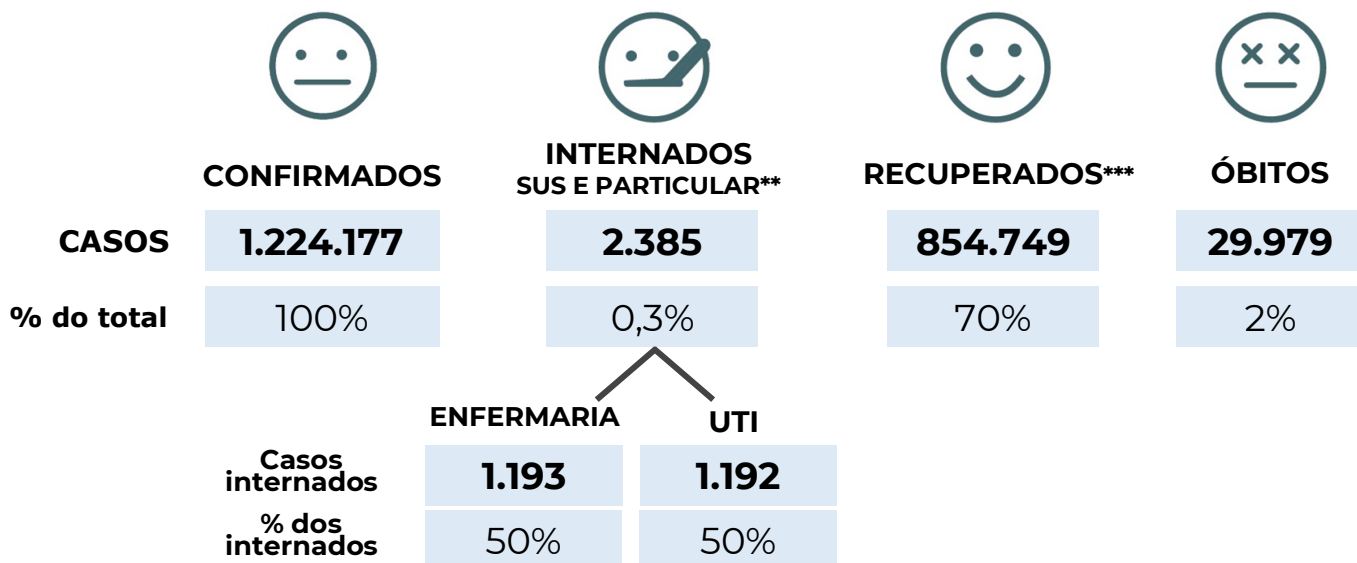 CONFIRMADOS
INTERNADOS
SUS E PARTICULAR**
RECUPERADOS***
ÓBITOS
CASOS 1.224.177 2.385 854.749 29.979
% do total 100% 0,3% 70% 2%
ENFERMARIA UTI
Casos
internados
1.193 1.192
% dos
internados
50% 50%